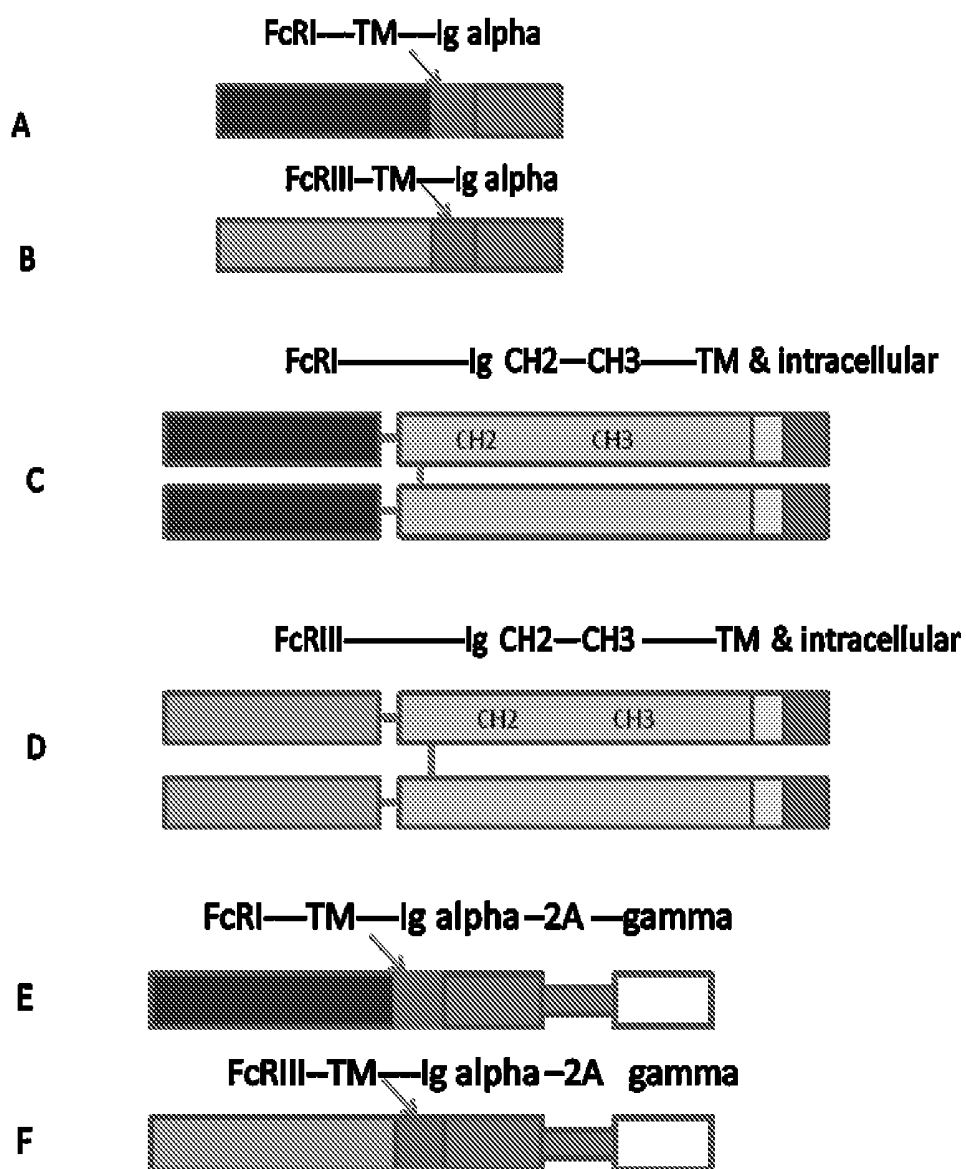 FcRI—TM—Ig alpha
A
FcRIII–TM—Ig alpha
B
FcRI———Ig CH2—CH3——TM & intracellular
CH2 CH3
C
FcRIII———Ig CH2—CH3 ——TM & intracellular
CH2 CH3
D
FcRI—TM—Ig alpha–2A—gamma
E
FcRIII–TM—Ig alpha–2A gamma
F